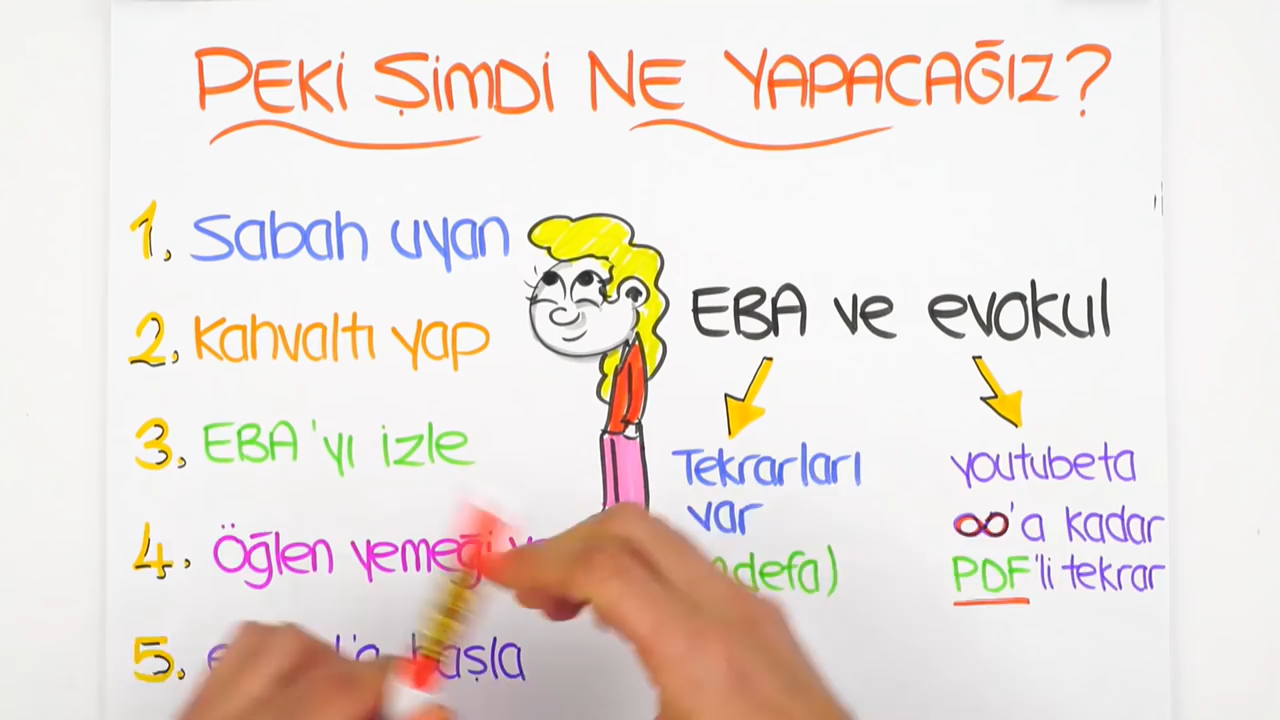 PEKİ ŞİMDİ NE YAPACAĞIZ?
1. Sabah uyan
2. Kahvaltı yap
3. EBA'yı izle
4. Öğlen yemeği
5. başla
EBA ve evokul
Tekrarları
var
defa)
youtubeta
∞'a kadar
PDF'li tekrar